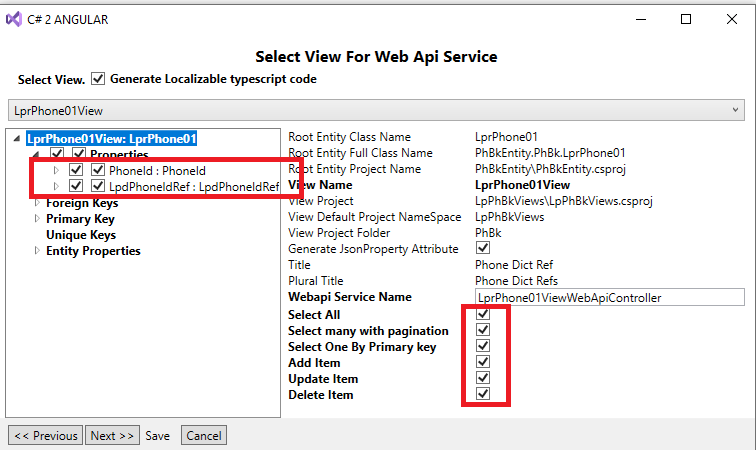 C# 2 ANGULAR
Select View For Web Api Service
Select View. Generate Localizable typescript code
LprPhone01View
LprPhone01View: LprPhone01
Properties
PhoneId : PhoneId
LpdPhoneIdRef : LpdPhoneIdRef
Foreign Keys
Primary Key
Unique Keys
Entity Properties
Root Entity Class Name LprPhone01
Root Entity Full Class Name PhBkEntity.PhBk.LprPhone01
Root Entity Project Name PhBkEntity\PhBkEntity.csproj
View Name LprPhone01View
View Project LpPhBkViews\LpPhBkViews.csproj
View Default Project NameSpace LpPhBkViews
View Project Folder PhBk
Generate JsonProperty Attribute
Title Phone Dict Ref
Plural Title Phone Dict Refs
Webapi Service Name LprPhone01ViewWebApiController
Select All
Select many with pagination
Select One By Primary key
Add Item
Update Item
Delete Item
<< Previous Next >> Save Cancel